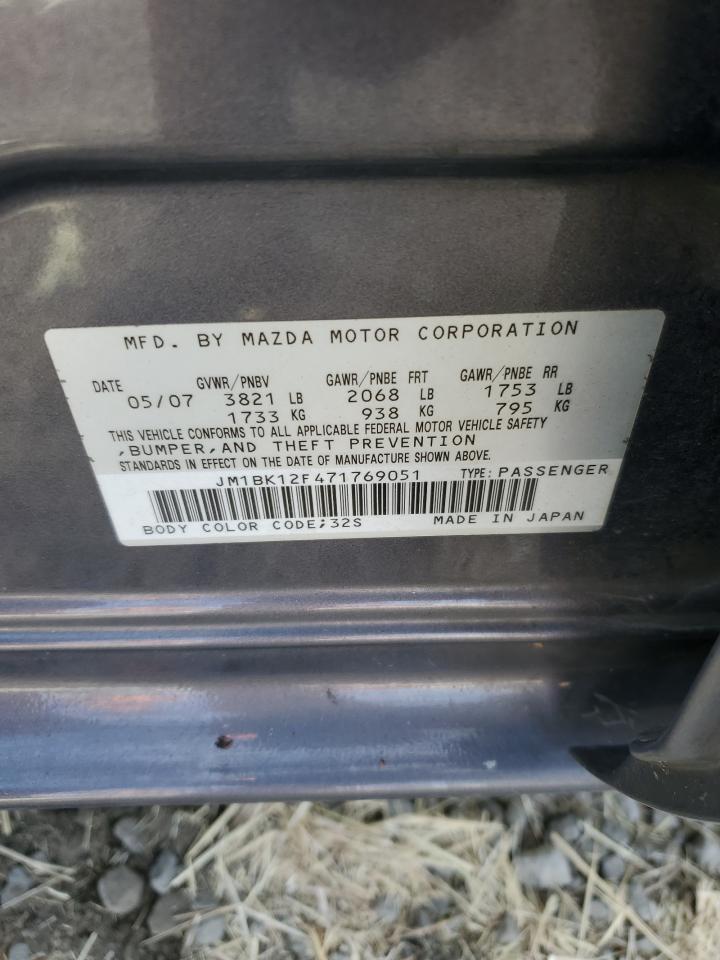 MFD. BY MAZDA MOTOR CORPORATION
DATE GVWR/PNBV GAWR/PNBE FRT GAWR/PNBE RR
05/07 3821 LB 2068 LB 1753 LB
1733 KG 938 KG 795 KG
THIS VEHICLE CONFORMS TO ALL APPLICABLE FEDERAL MOTOR VEHICLE SAFETY
,BUMPER,AND THEFT PREVENTION
STANDARDS IN EFFECT ON THE DATE OF MANUFACTURE SHOWN ABOVE.
JM1BK12F471769051 TYPE: PASSENGER
BODY COLOR CODE;32S MADE IN JAPAN